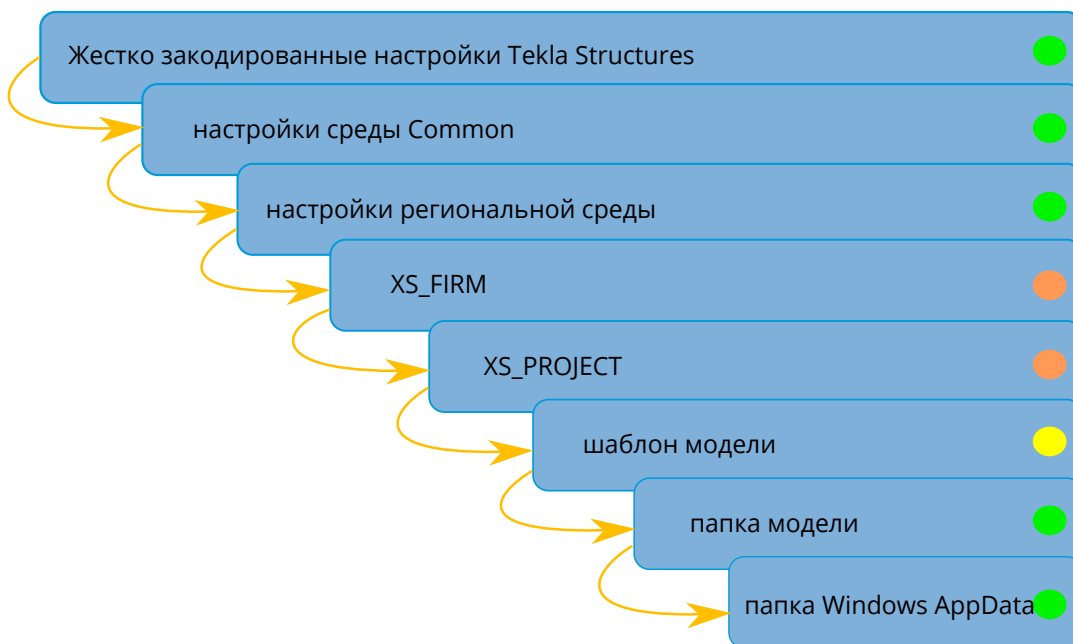 Жестко закодированные настройки Tekla Structures
настройки среды Common
настройки региональной среды
XS_FIRM
XS_PROJECT
шаблон модели
папка модели
папка Windows AppData